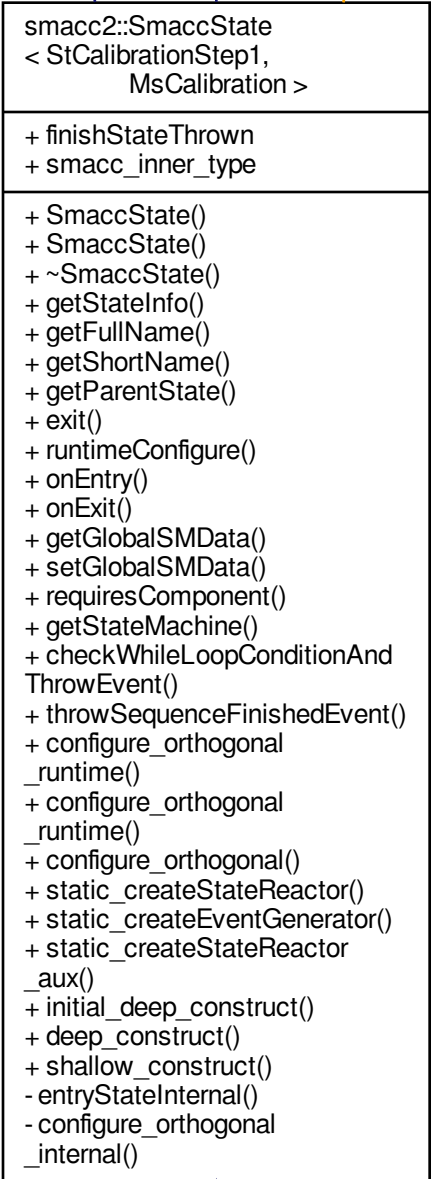 smacc2::SmaccState
< StCalibrationStep1,
MsCalibration >
+ finishStateThrown
+ smacc_inner_type
+ SmaccState()
+ SmaccState()
+ ~SmaccState()
+ getStateInfo()
+ getFullName()
+ getShortName()
+ getParentState()
+ exit()
+ runtimeConfigure()
+ onEntry()
+ onExit()
+ getGlobalSMData()
+ setGlobalSMData()
+ requiresComponent()
+ getStateMachine()
+ checkWhileLoopConditionAnd
ThrowEvent()
+ throwSequenceFinishedEvent()
+ configure_orthogonal
_runtime()
+ configure_orthogonal
_runtime()
+ configure_orthogonal()
+ static_createStateReactor()
+ static_createEventGenerator()
+ static_createStateReactor
_aux()
+ initial_deep_construct()
+ deep_construct()
+ shallow_construct()
- entryStateInternal()
- configure_orthogonal
_internal()